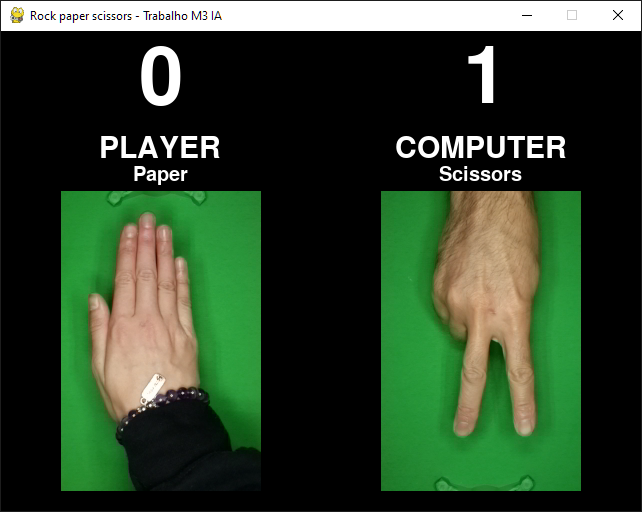 Rock paper scissors - Trabalho M3 IA
0
1
PLAYER
COMPUTER
Paper
Scissors